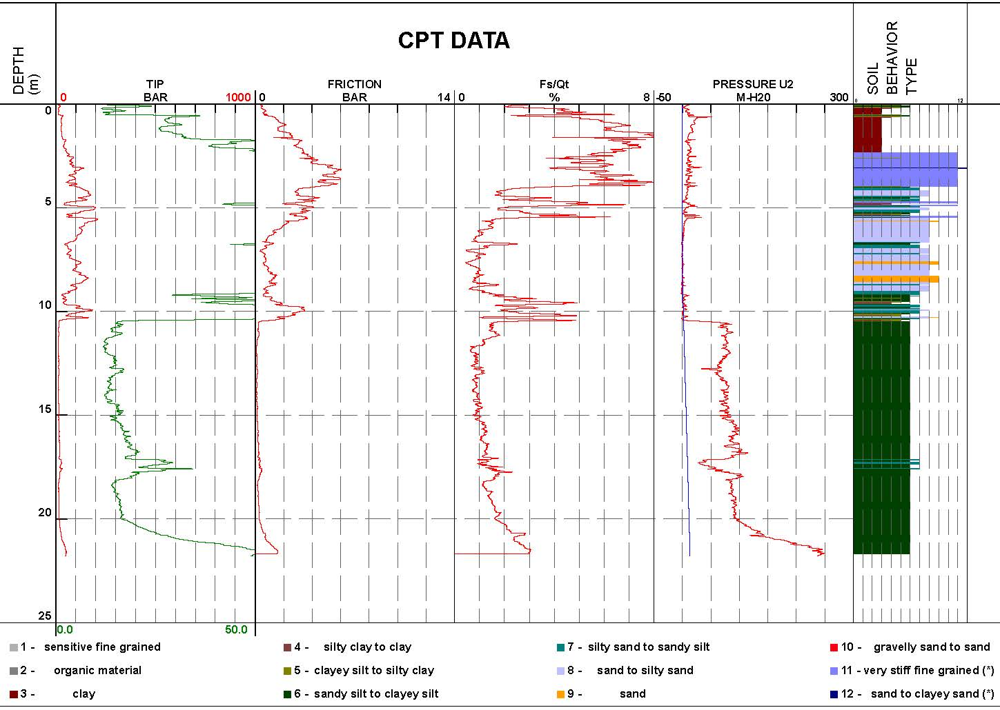 CPT DATA
DEPTH
(m)
SOIL
BEHAVIOR
TYPE
TIP
FRICTION
Fs/Qt
PRESSURE U2
0 BAR 1000
0 BAR 14
0 % 8
-50 M-H20 300
0 12
0
5
10
15
20
25
0.0 50.0
1 - sensitive fine grained
4 - silty clay to clay
7 - silty sand to sandy silt
10 - gravelly sand to sand
2 - organic material
5 - clayey silt to silty clay
8 - sand to silty sand
11 - very stiff fine grained (*)
3 - clay
6 - sandy silt to clayey silt
9 - sand
12 - sand to clayey sand (*)